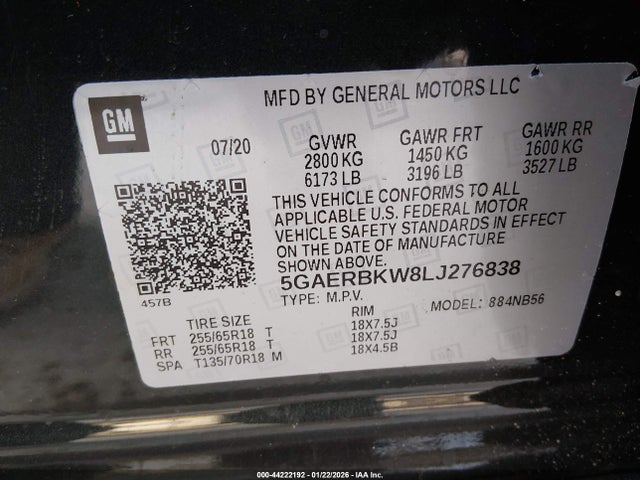 GM
MFD BY GENERAL MOTORS LLC
07/20 GVWR GAWR FRT GAWR RR
2800 KG 1450 KG 1600 KG
6173 LB 3196 LB 3527 LB
THIS VEHICLE CONFORMS TO ALL
APPLICABLE U.S. FEDERAL MOTOR
VEHICLE SAFETY STANDARDS IN EFFECT
ON THE DATE OF MANUFACTURE
SHOWN ABOVE.
457B
5GAERBKW8LJ276838
TYPE: M.P.V. MODEL: 884NB56
TIRE SIZE RIM
FRT 255/65R18 T 18X7.5J
RR 255/65R18 T 18X7.5J
SPA T135/70R18 M 18X4.5B
000-44222192 - 01/22/2026 - IAA Inc.